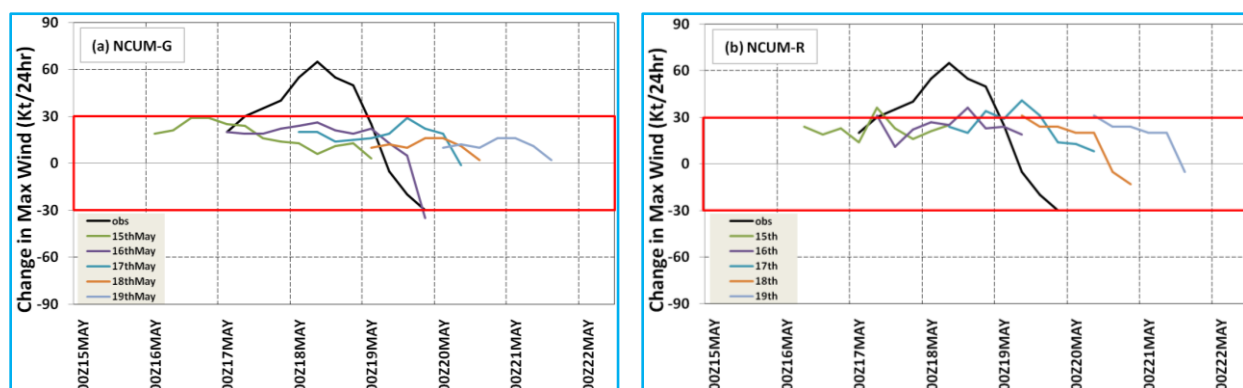 (a) NCUM-G
Change in Max Wind (Kt/24hr)
90
60
30
0
-30
-60
-90
obs
15thMay
16thMay
17thMay
18thMay
19thMay
00Z15MAY
00Z16MAY
00Z17MAY
00Z18MAY
00Z19MAY
00Z20MAY
00Z21MAY
00Z22MAY
(b) NCUM-R
Change in Max Wind (Kt/24hr)
90
60
30
0
-30
-60
-90
obs
15th
16th
17th
18th
19th
00Z15MAY
00Z16MAY
00Z17MAY
00Z18MAY
00Z19MAY
00Z20MAY
00Z21MAY
00Z22MAY